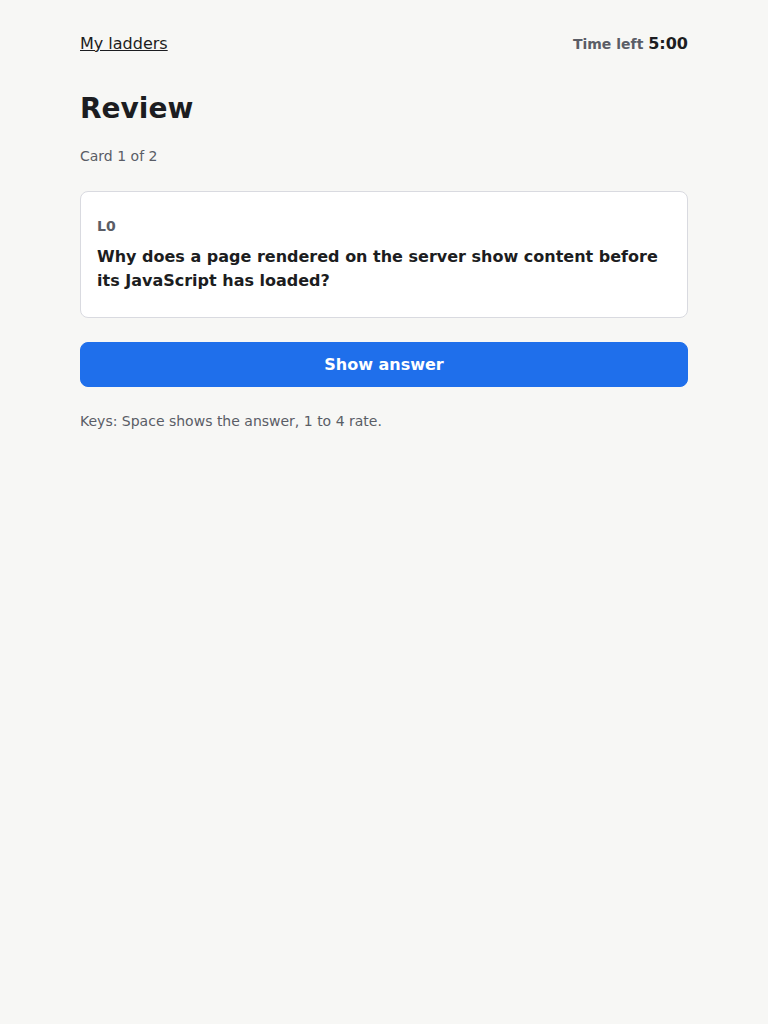 My ladders
Time left 5:00
Review
Card 1 of 2
L0
Why does a page rendered on the server show content before
its JavaScript has loaded?
Show answer
Keys: Space shows the answer, 1 to 4 rate.